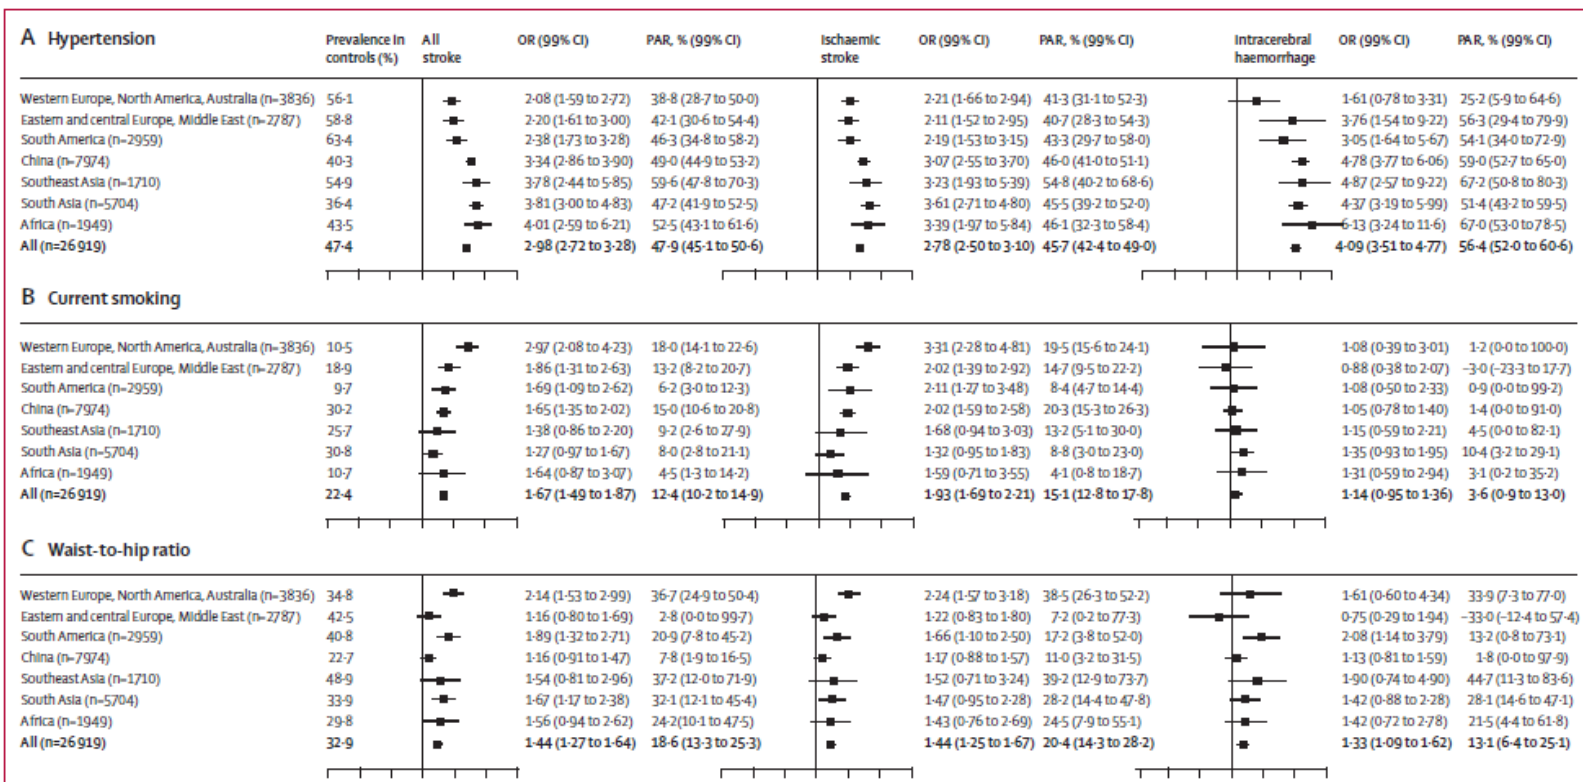 A Hypertension Prevalence in controls (%) All stroke OR (99% CI) PAR, % (99% CI) Ischaemic stroke OR (99% CI) PAR, % (99% CI) Intracerebral haemorrhage OR (99% CI) PAR, % (99% CI)
Western Europe, North America, Australia (n=3836) 56·1 2·08 (1·59 to 2·72) 38·8 (28·7 to 50·0) 2·21 (1·66 to 2·94) 41·3 (31·1 to 52·3) 1·61 (0·78 to 3·31) 25·2 (5·9 to 64·6)
Eastern and central Europe, Middle East (n=2787) 58·8 2·20 (1·61 to 3·00) 42·1 (30·6 to 54·4) 2·11 (1·52 to 2·95) 40·7 (28·3 to 54·3) 3·76 (1·54 to 9·22) 56·3 (29·4 to 79·9)
South America (n=2959) 63·4 2·38 (1·73 to 3·28) 46·3 (34·8 to 58·2) 2·19 (1·53 to 3·15) 43·3 (29·7 to 58·0) 3·05 (1·64 to 5·67) 54·1 (34·0 to 72·9)
China (n=7974) 40·3 3·34 (2·86 to 3·90) 49·0 (44·9 to 53·2) 3·07 (2·55 to 3·70) 46·0 (41·0 to 51·1) 4·78 (3·77 to 6·06) 59·0 (52·7 to 65·0)
Southeast Asia (n=1710) 54·9 3·78 (2·44 to 5·85) 59·6 (47·8 to 70·3) 3·23 (1·93 to 5·39) 54·8 (40·2 to 68·6) 4·87 (2·57 to 9·22) 67·2 (50·8 to 80·3)
South Asia (n=5704) 36·4 3·81 (3·00 to 4·83) 47·2 (41·9 to 52·5) 3·61 (2·71 to 4·80) 45·5 (39·2 to 52·0) 4·37 (3·19 to 5·99) 51·4 (43·2 to 59·5)
Africa (n=1949) 43·5 4·01 (2·59 to 6·21) 52·5 (43·1 to 61·6) 3·39 (1·97 to 5·84) 46·1 (32·3 to 58·4) 6·13 (3·24 to 11·6) 67·0 (53·0 to 78·5)
All (n=26 919) 47·4 2·98 (2·72 to 3·28) 47·9 (45·1 to 50·6) 2·78 (2·50 to 3·10) 45·7 (42·4 to 49·0) 4·09 (3·51 to 4·77) 56·4 (52·0 to 60·6)
B Current smoking
Western Europe, North America, Australia (n=3836) 10·5 2·97 (2·08 to 4·23) 18·0 (14·1 to 22·6) 3·31 (2·28 to 4·81) 19·5 (15·6 to 24·1) 1·08 (0·39 to 3·01) 1·2 (0·0 to 100·0)
Eastern and central Europe, Middle East (n=2787) 18·9 1·86 (1·31 to 2·63) 13·2 (8·2 to 20·7) 2·02 (1·39 to 2·92) 14·7 (9·5 to 22·2) 0·88 (0·38 to 2·07) −3·0 (−23·3 to 17·7)
South America (n=2959) 9·7 1·69 (1·09 to 2·62) 6·2 (3·0 to 12·3) 2·11 (1·27 to 3·48) 8·4 (4·7 to 14·4) 1·08 (0·50 to 2·33) 0·9 (0·0 to 99·2)
China (n=7974) 30·2 1·65 (1·35 to 2·02) 15·0 (10·6 to 20·8) 2·02 (1·59 to 2·58) 20·3 (15·3 to 26·3) 1·05 (0·78 to 1·40) 1·4 (0·0 to 91·0)
Southeast Asia (n=1710) 25·7 1·38 (0·86 to 2·20) 9·2 (2·6 to 27·9) 1·68 (0·94 to 3·03) 13·2 (5·1 to 30·0) 1·15 (0·59 to 2·21) 4·5 (0·0 to 82·1)
South Asia (n=5704) 30·8 1·27 (0·97 to 1·67) 8·0 (2·8 to 21·1) 1·32 (0·95 to 1·83) 8·8 (3·0 to 23·0) 1·35 (0·93 to 1·95) 10·4 (3·2 to 29·1)
Africa (n=1949) 10·7 1·64 (0·87 to 3·07) 4·5 (1·3 to 14·2) 1·59 (0·71 to 3·55) 4·1 (0·8 to 18·7) 1·31 (0·59 to 2·94) 3·1 (0·2 to 35·2)
All (n=26 919) 22·4 1·67 (1·49 to 1·87) 12·4 (10·2 to 14·9) 1·93 (1·69 to 2·21) 15·1 (12·8 to 17·8) 1·14 (0·95 to 1·36) 3·6 (0·9 to 13·0)
C Waist-to-hip ratio
Western Europe, North America, Australia (n=3836) 34·8 2·14 (1·53 to 2·99) 36·7 (24·9 to 50·4) 2·24 (1·57 to 3·18) 38·5 (26·3 to 52·2) 1·61 (0·60 to 4·34) 33·9 (7·3 to 77·0)
Eastern and central Europe, Middle East (n=2787) 42·5 1·16 (0·80 to 1·69) 2·8 (0·0 to 99·7) 1·22 (0·83 to 1·80) 7·2 (0·2 to 77·3) 0·75 (0·29 to 1·94) −33·0 (−12·4 to 57·4)
South America (n=2959) 40·8 1·89 (1·32 to 2·71) 20·9 (7·8 to 45·2) 1·66 (1·10 to 2·50) 17·2 (3·8 to 52·0) 2·08 (1·14 to 3·79) 13·2 (0·8 to 73·1)
China (n=7974) 22·7 1·16 (0·91 to 1·47) 7·8 (1·9 to 16·5) 1·17 (0·88 to 1·57) 11·0 (3·2 to 31·5) 1·13 (0·81 to 1·59) 1·8 (0·0 to 97·9)
Southeast Asia (n=1710) 48·9 1·54 (0·81 to 2·96) 37·2 (12·0 to 71·9) 1·52 (0·71 to 3·24) 39·2 (12·9 to 73·7) 1·90 (0·74 to 4·90) 44·7 (11·3 to 83·6)
South Asia (n=5704) 33·9 1·67 (1·17 to 2·38) 32·1 (12·1 to 45·4) 1·47 (0·95 to 2·28) 28·2 (14·4 to 47·8) 1·42 (0·88 to 2·28) 28·1 (14·6 to 47·1)
Africa (n=1949) 29·8 1·56 (0·94 to 2·62) 24·2(10·1 to 47·5) 1·43 (0·76 to 2·69) 24·5 (7·9 to 55·1) 1·42 (0·72 to 2·78) 21·5 (4·4 to 61·8)
All (n=26 919) 32·9 1·44 (1·27 to 1·64) 18·6 (13·3 to 25·3) 1·44 (1·25 to 1·67) 20·4 (14·3 to 28·2) 1·33 (1·09 to 1·62) 13·1 (6·4 to 25·1)